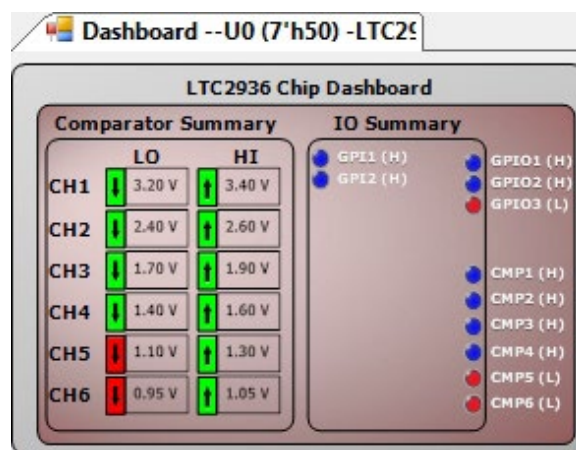 Dashboard --U0 (7'h50) -LTC29
LTC2936 Chip Dashboard
Comparator Summary
LO HI
CH1 3.20 V 3.40 V
CH2 2.40 V 2.60 V
CH3 1.70 V 1.90 V
CH4 1.40 V 1.60 V
CH5 1.10 V 1.30 V
CH6 0.95 V 1.05 V
IO Summary
GPI1 (H)
GPI2 (H)
GPIO1 (H)
GPIO2 (H)
GPIO3 (L)
CMP1 (H)
CMP2 (H)
CMP3 (H)
CMP4 (H)
CMP5 (L)
CMP6 (L)